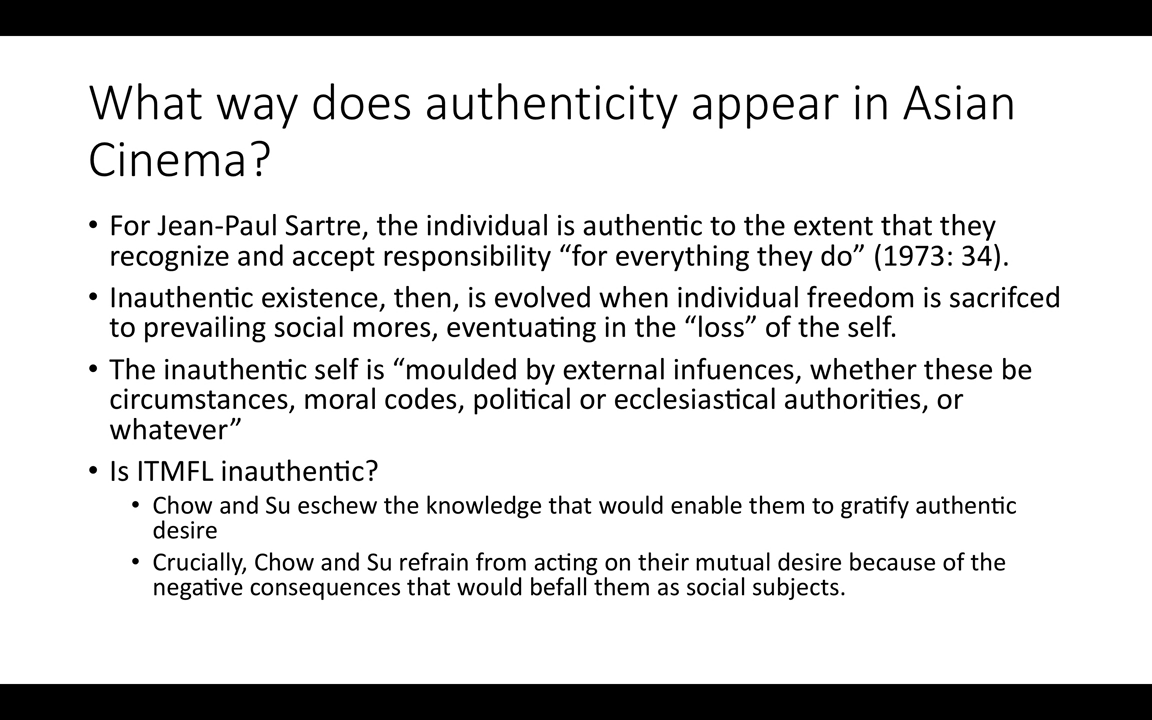 What way does authenticity appear in Asian
Cinema?
• For Jean-Paul Sartre, the individual is authentic to the extent that they
recognize and accept responsibility “for everything they do” (1973: 34).
• Inauthentic existence, then, is evolved when individual freedom is sacrifced
to prevailing social mores, eventuating in the “loss” of the self.
• The inauthentic self is “moulded by external infuences, whether these be
circumstances, moral codes, political or ecclesiastical authorities, or
whatever”
• Is ITMFL inauthentic?
• Chow and Su eschew the knowledge that would enable them to gratify authentic
desire
• Crucially, Chow and Su refrain from acting on their mutual desire because of the
negative consequences that would befall them as social subjects.